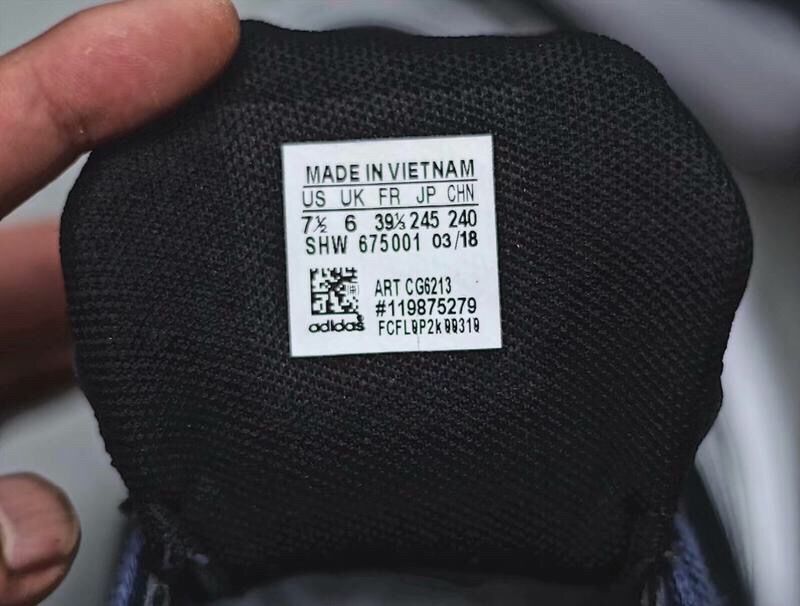 MADE IN VIETNAM
US UK FR JP CHN
7½ 6 39⅓ 245 240
SHW 675001 03/18
ART CG6213
#119875279
adidas FCFL9P2k99319